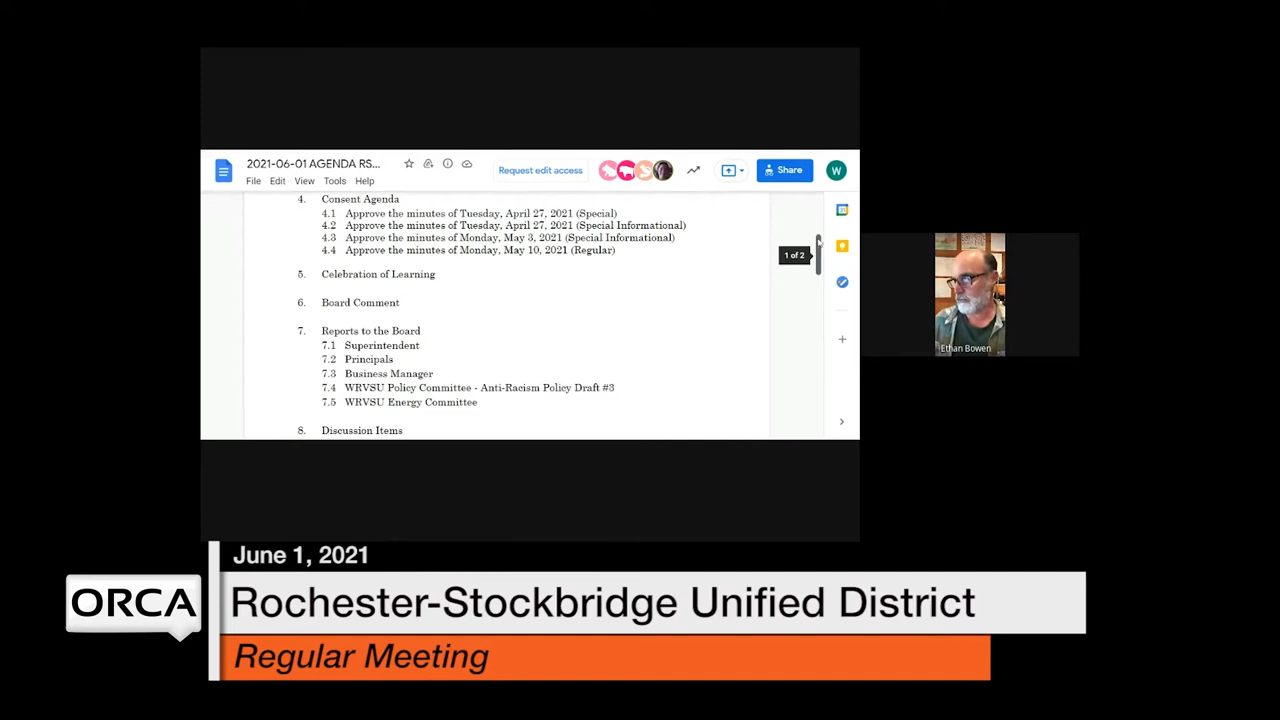 2021-06-01 AGENDA RS...
File Edit View Tools Help
Request edit access
Share
W
4. Consent Agenda
4.1 Approve the minutes of Tuesday, April 27, 2021 (Special)
4.2 Approve the minutes of Tuesday, April 27, 2021 (Special Informational)
4.3 Approve the minutes of Monday, May 3, 2021 (Special Informational)
4.4 Approve the minutes of Monday, May 10, 2021 (Regular)
1 of 2
5. Celebration of Learning
6. Board Comment
7. Reports to the Board
7.1 Superintendent
7.2 Principals
7.3 Business Manager
7.4 WRVSU Policy Committee - Anti-Racism Policy Draft #3
7.5 WRVSU Energy Committee
8. Discussion Items
Ethan Bowen
June 1, 2021
ORCA
Rochester-Stockbridge Unified District
Regular Meeting